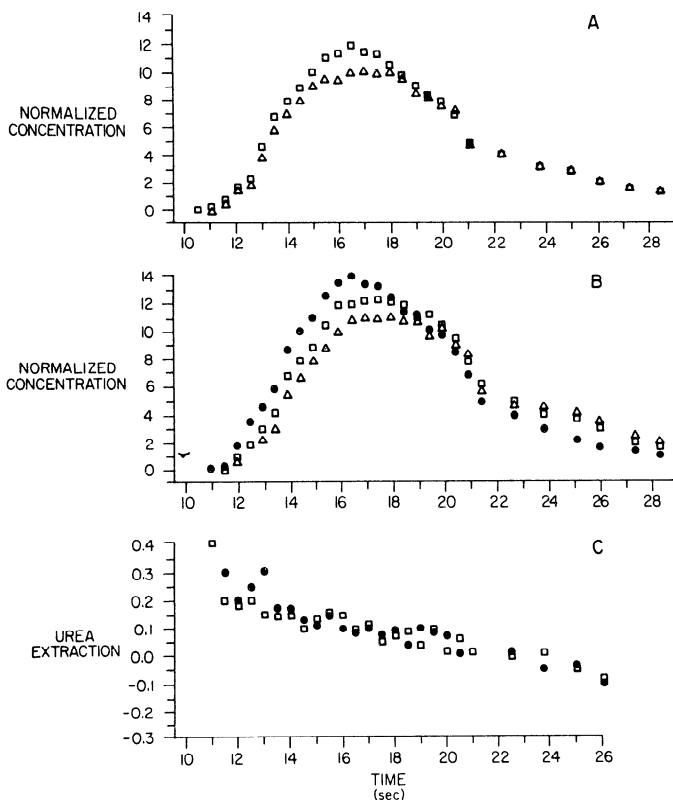 A
14
12
10
8
6
4
2
0
NORMALIZED
CONCENTRATION
10 12 14 16 18 20 22 24 26 28
B
14
12
10
8
6
4
2
0
NORMALIZED
CONCENTRATION
10 12 14 16 18 20 22 24 26 28
C
0.4
0.3
0.2
0.1
0.0
-0.1
-0.2
-0.3
UREA
EXTRACTION
10 12 14 16 18 20 22 24 26
TIME
(sec)